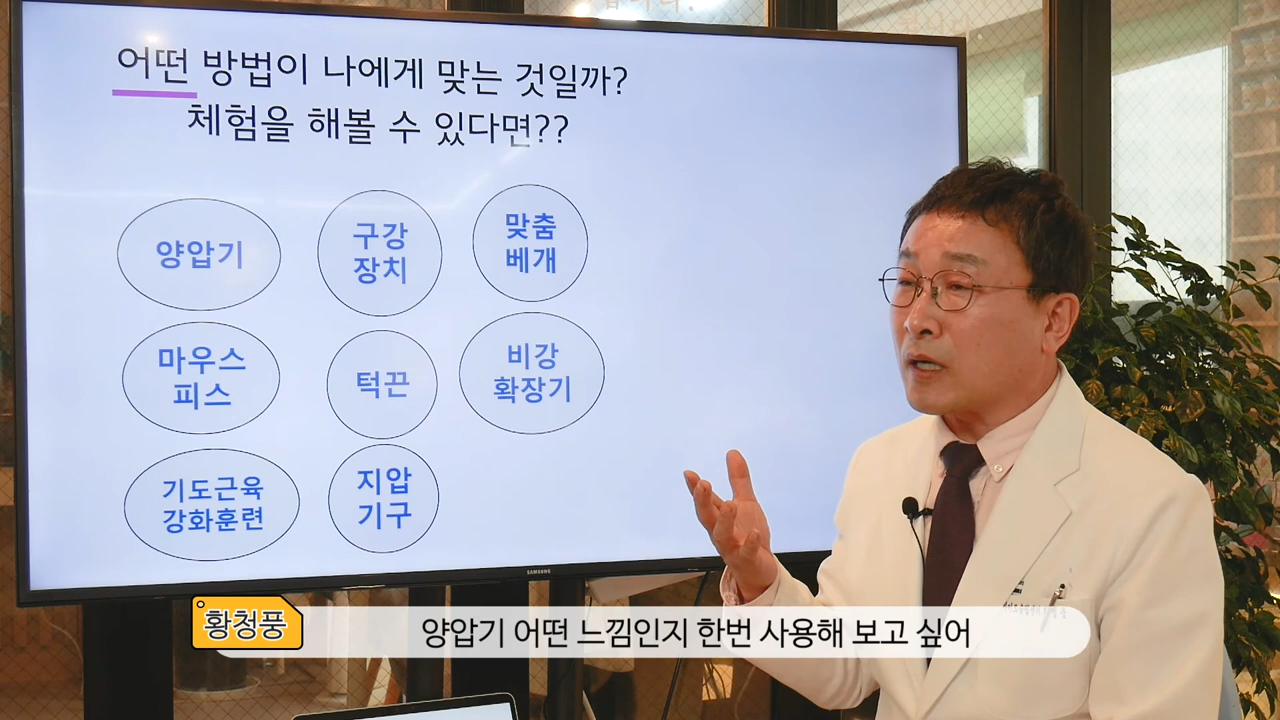 어떤 방법이 나에게 맞는 것일까?
체험을 해볼 수 있다면??
양압기
구강
장치
맞춤
베개
마우스
피스
턱끈
비강
확장기
기도근육
강화훈련
지압
기구
SAMSUNG
황청풍
양압기 어떤 느낌인지 한번 사용해 보고 싶어